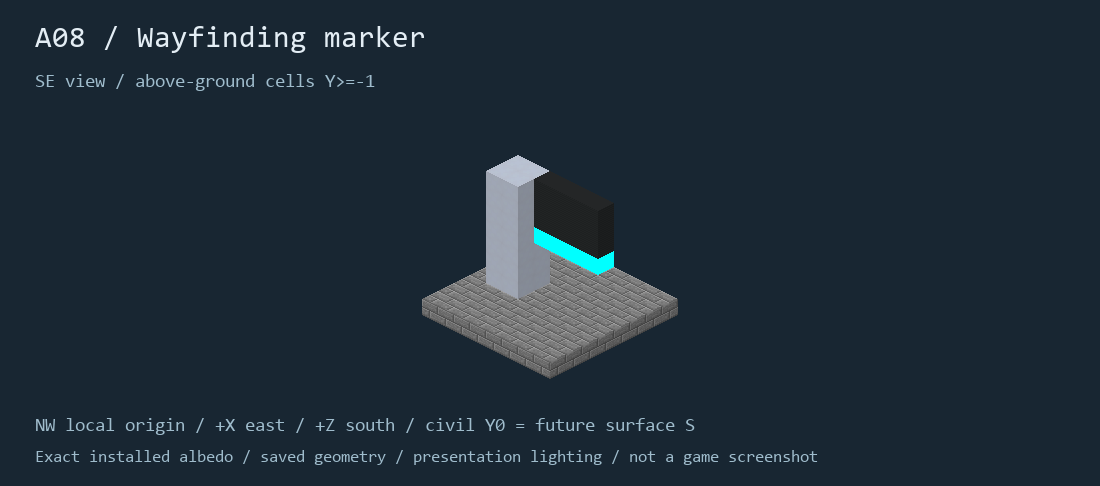 A08 / Wayfinding marker
SE view / above-ground cells Y>=-1
NW local origin / +X east / +Z south / civil Y0 = future surface S
Exact installed albedo / saved geometry / presentation lighting / not a game screenshot